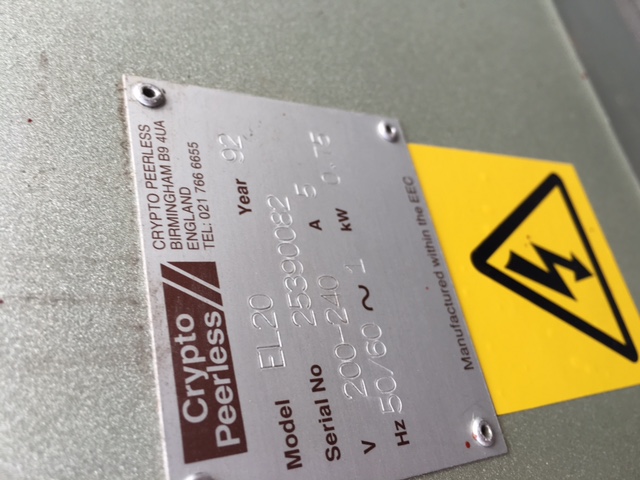 Crypto
Peerless
CRYPTO PEERLESS
BIRMINGHAM B9 4UA
ENGLAND
TEL: 021 766 6655
Model EL20 Year 92
Serial No 25390082
V 200-240 A 5
Hz 50/60 ~ 1 kW 0.75
Manufactured within the EEC